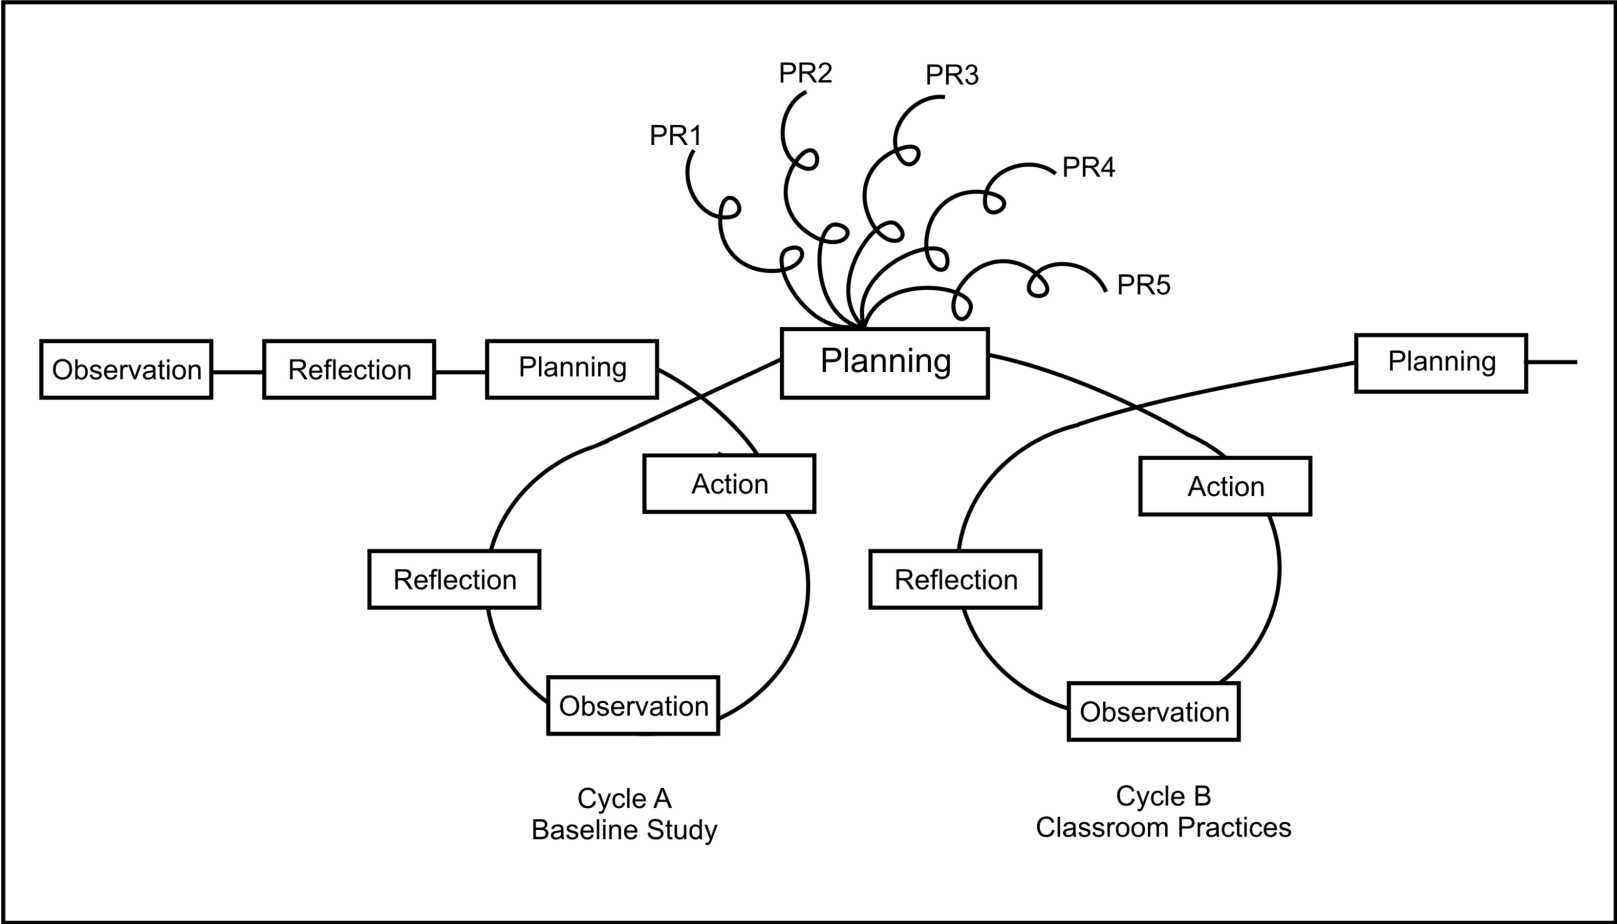 PR1
PR2
PR3
PR4
PR5
Observation
Reflection
Planning
Planning
Planning
Action
Action
Reflection
Reflection
Observation
Observation
Cycle A
Baseline Study
Cycle B
Classroom Practices